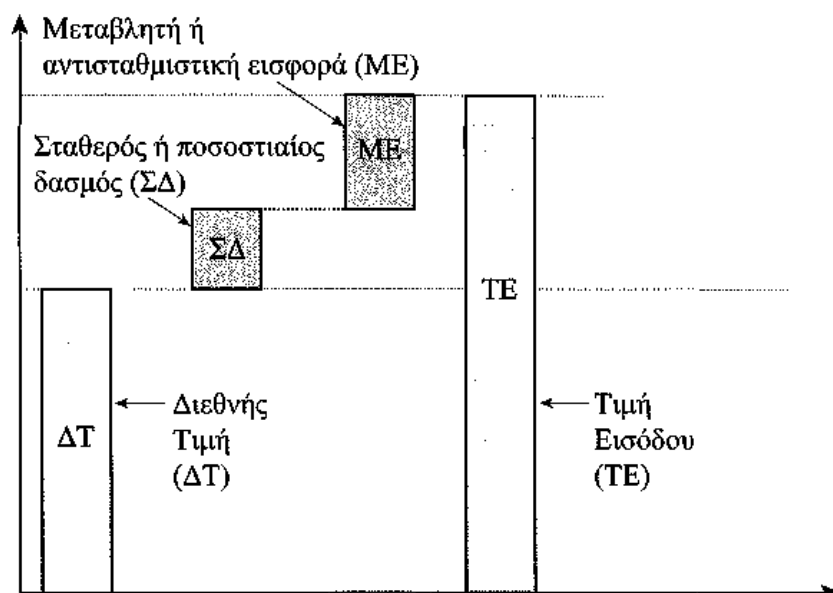 Μεταβλητή ή
αντισταθμιστική εισφορά (ΜΕ)
ΜΕ
Σταθερός ή ποσοστιαίος
δασμός (ΣΔ)
ΣΔ
ΤΕ
ΔΤ
Διεθνής
Τιμή
(ΔΤ)
Τιμή
Εισόδου
(ΤΕ)